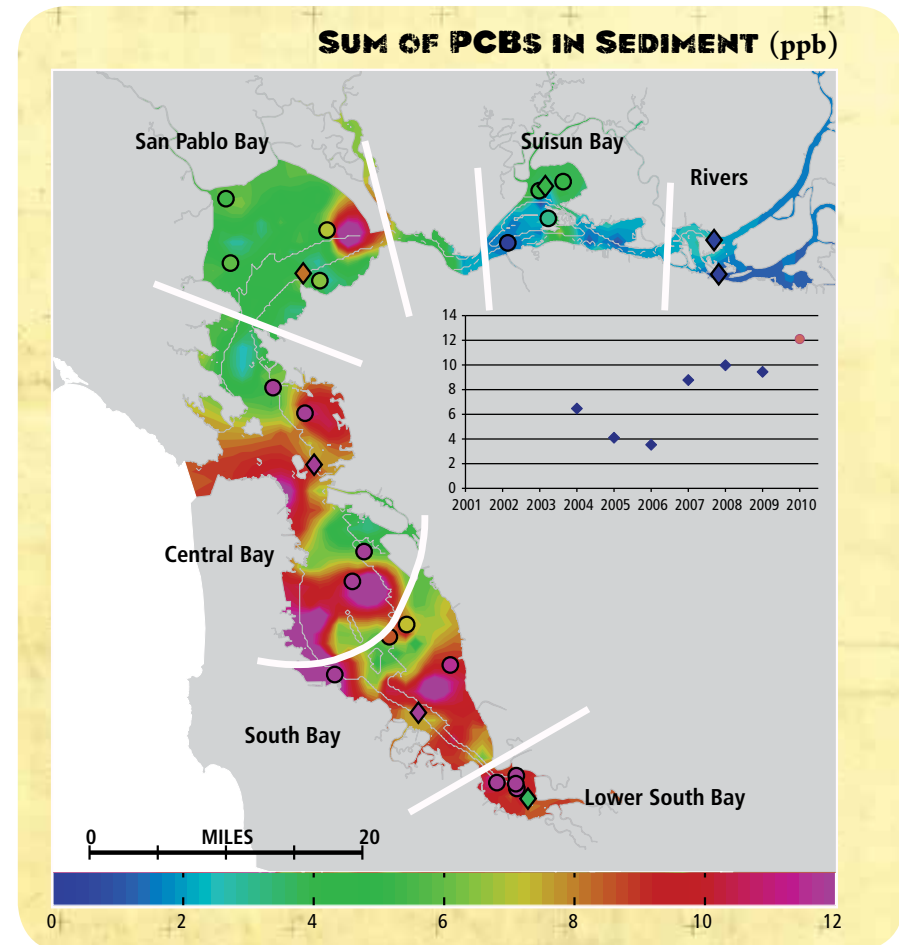 SUM OF PCBS IN SEDIMENT (ppb)
San Pablo Bay
Suisun Bay
Rivers
14
12
10
8
6
4
2
0
2001 2002 2003 2004 2005 2006 2007 2008 2009 2010
Central Bay
South Bay
Lower South Bay
0 MILES 20
0 2 4 6 8 10 12